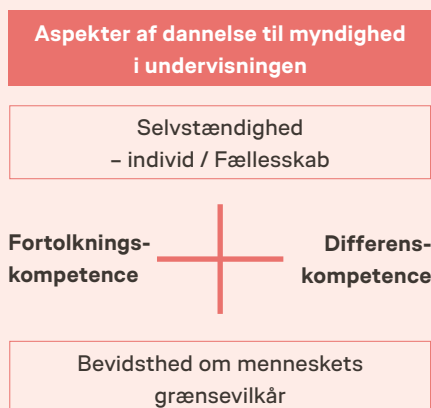 Aspekter af dannelse til myndighed
i undervisningen
Selvstændighed
– individ / Fællesskab
Fortolknings-
kompetence
Differens-
kompetence
Bevidsthed om menneskets
grænsevilkår